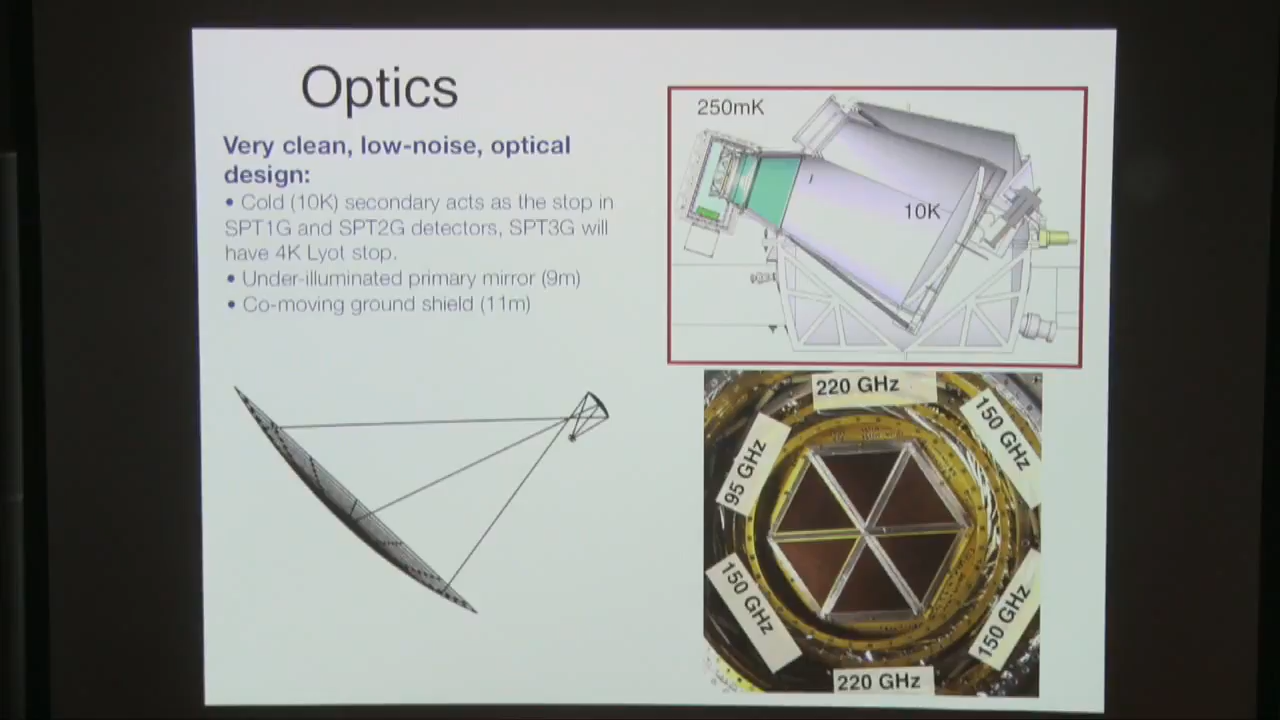 Optics
Very clean, low-noise, optical
design:
• Cold (10K) secondary acts as the stop in
SPT1G and SPT2G detectors, SPT3G will
have 4K Lyot stop.
• Under-illuminated primary mirror (9m)
• Co-moving ground shield (11m)
250mK
10K
220 GHz
150 GHz
95 GHz
150 GHz
150 GHz
220 GHz